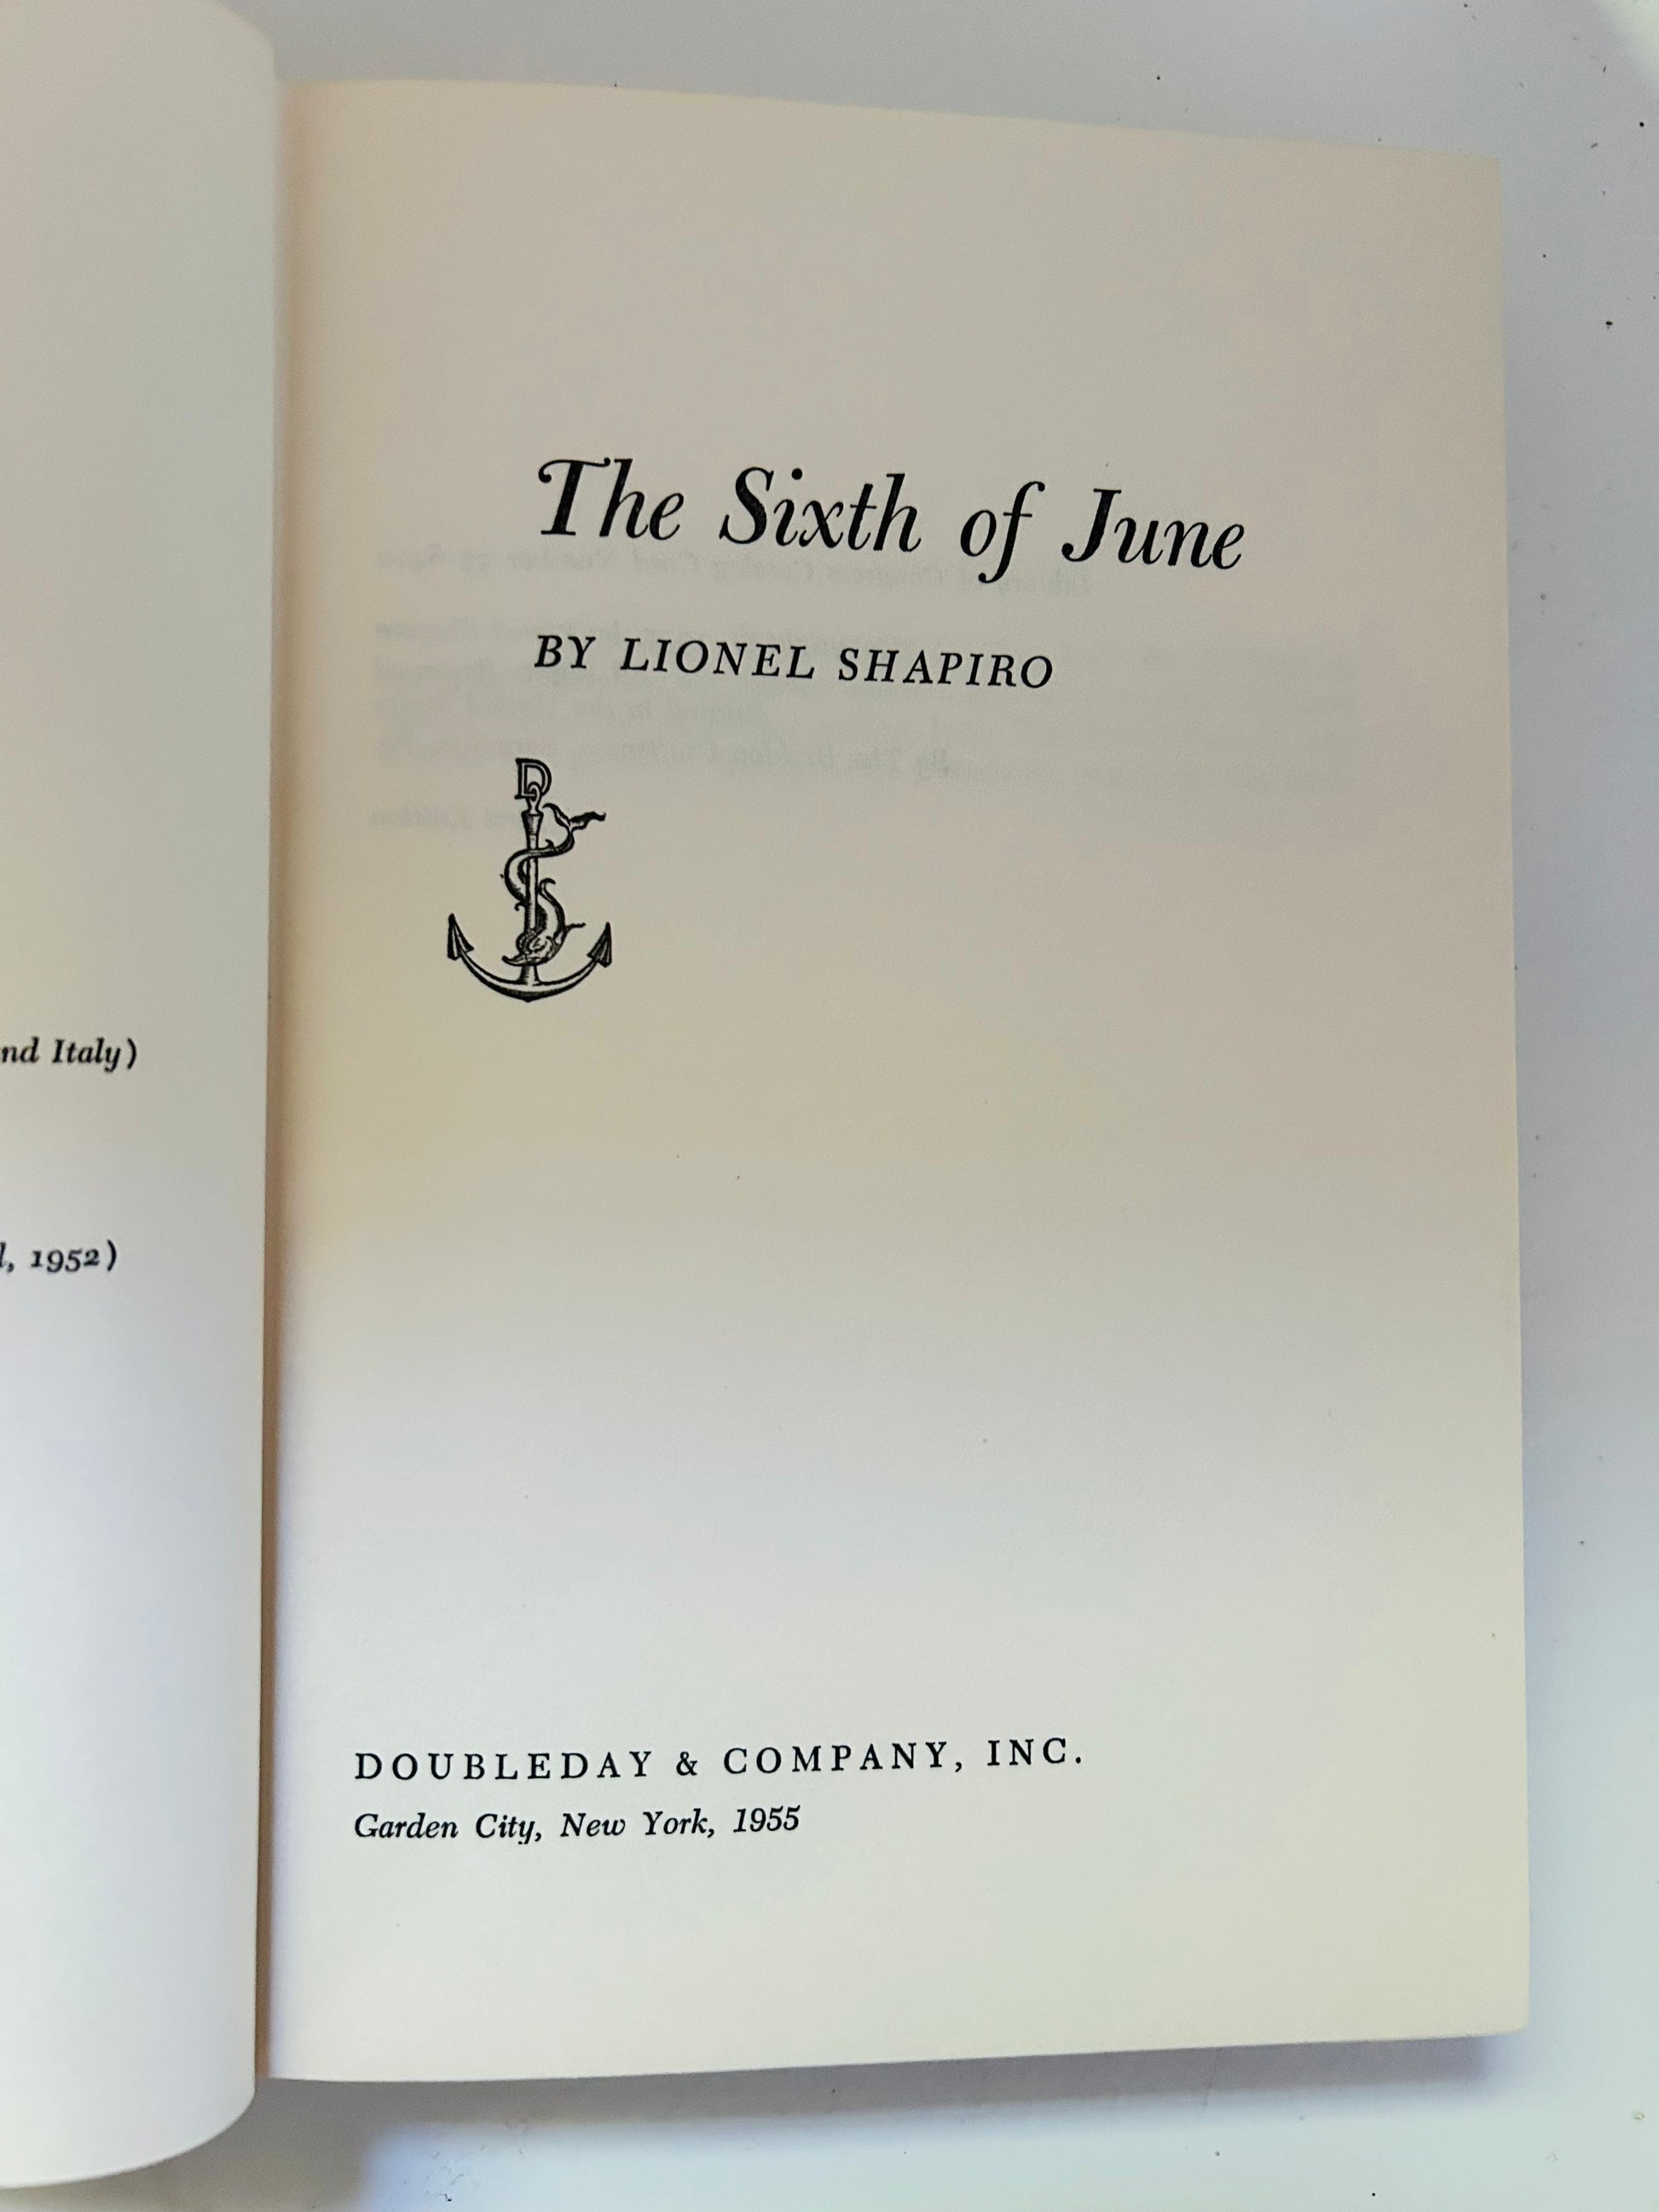 nd Italy)
l, 1952)
The Sixth of June
BY LIONEL SHAPIRO
D
DOUBLEDAY & COMPANY, INC.
Garden City, New York, 1955